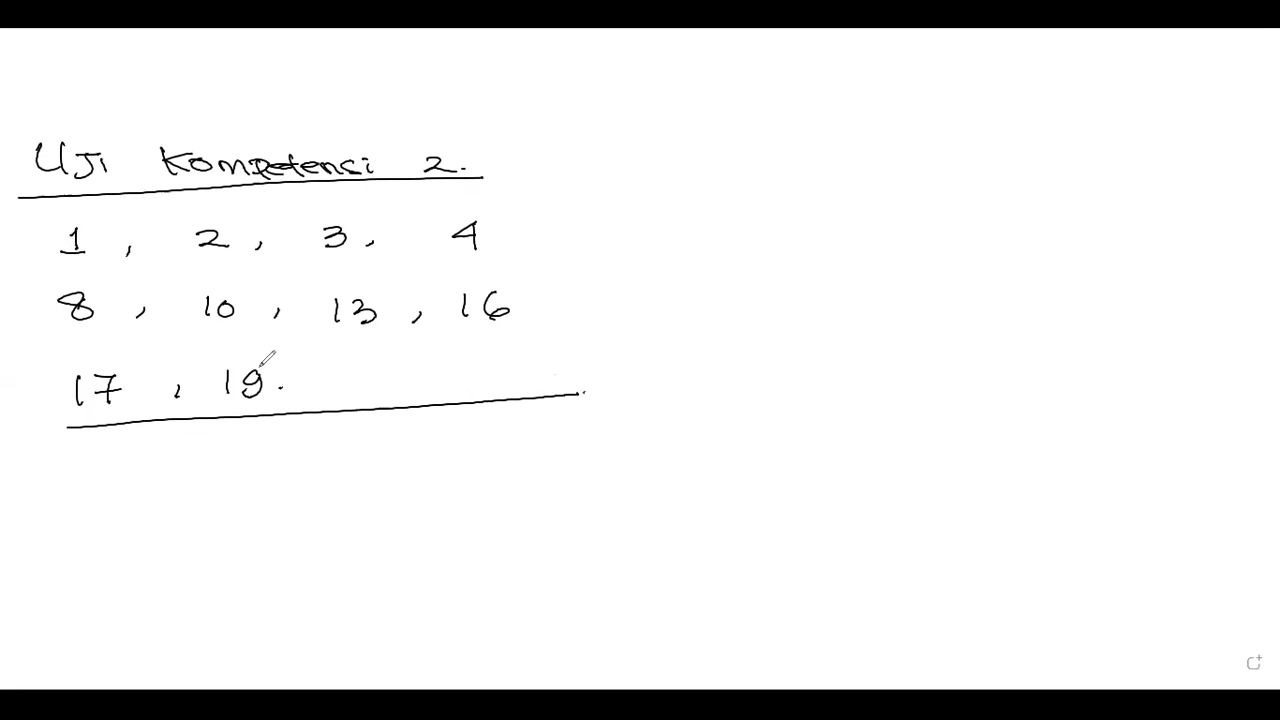 Uji Kompetensi 2.
1, 2, 3, 4
8, 10, 13, 16
17, 19.